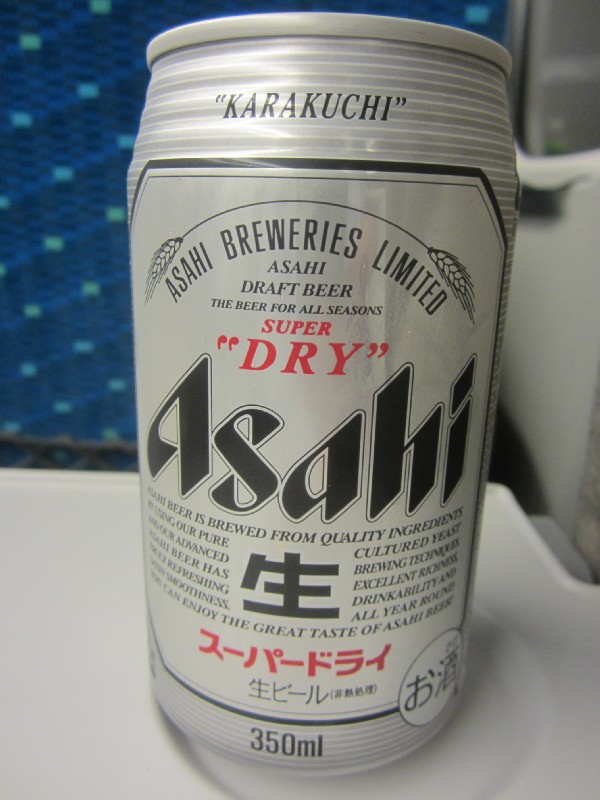 "KARAKUCHI"
ASAHI BREWERIES LIMITED
ASAHI
DRAFT BEER
THE BEER FOR ALL SEASONS
SUPER
"DRY"
Asahi
ASAHI BEER IS BREWED FROM QUALITY INGREDIENTS
BY USING OUR PURE CULTURED YEAST
AND OUR ADVANCED BREWING TECHNIQUES.
ASAHI BEER HAS EXCELLENT RICHNESS,
TRULY REFRESHING DRINKABILITY AND
GOOD SMOOTHNESS. ALL YEAR ROUND
YOU CAN ENJOY THE GREAT TASTE OF ASAHI BEER
生
スーパードライ
生ビール(非熱処理)
お酒
350ml